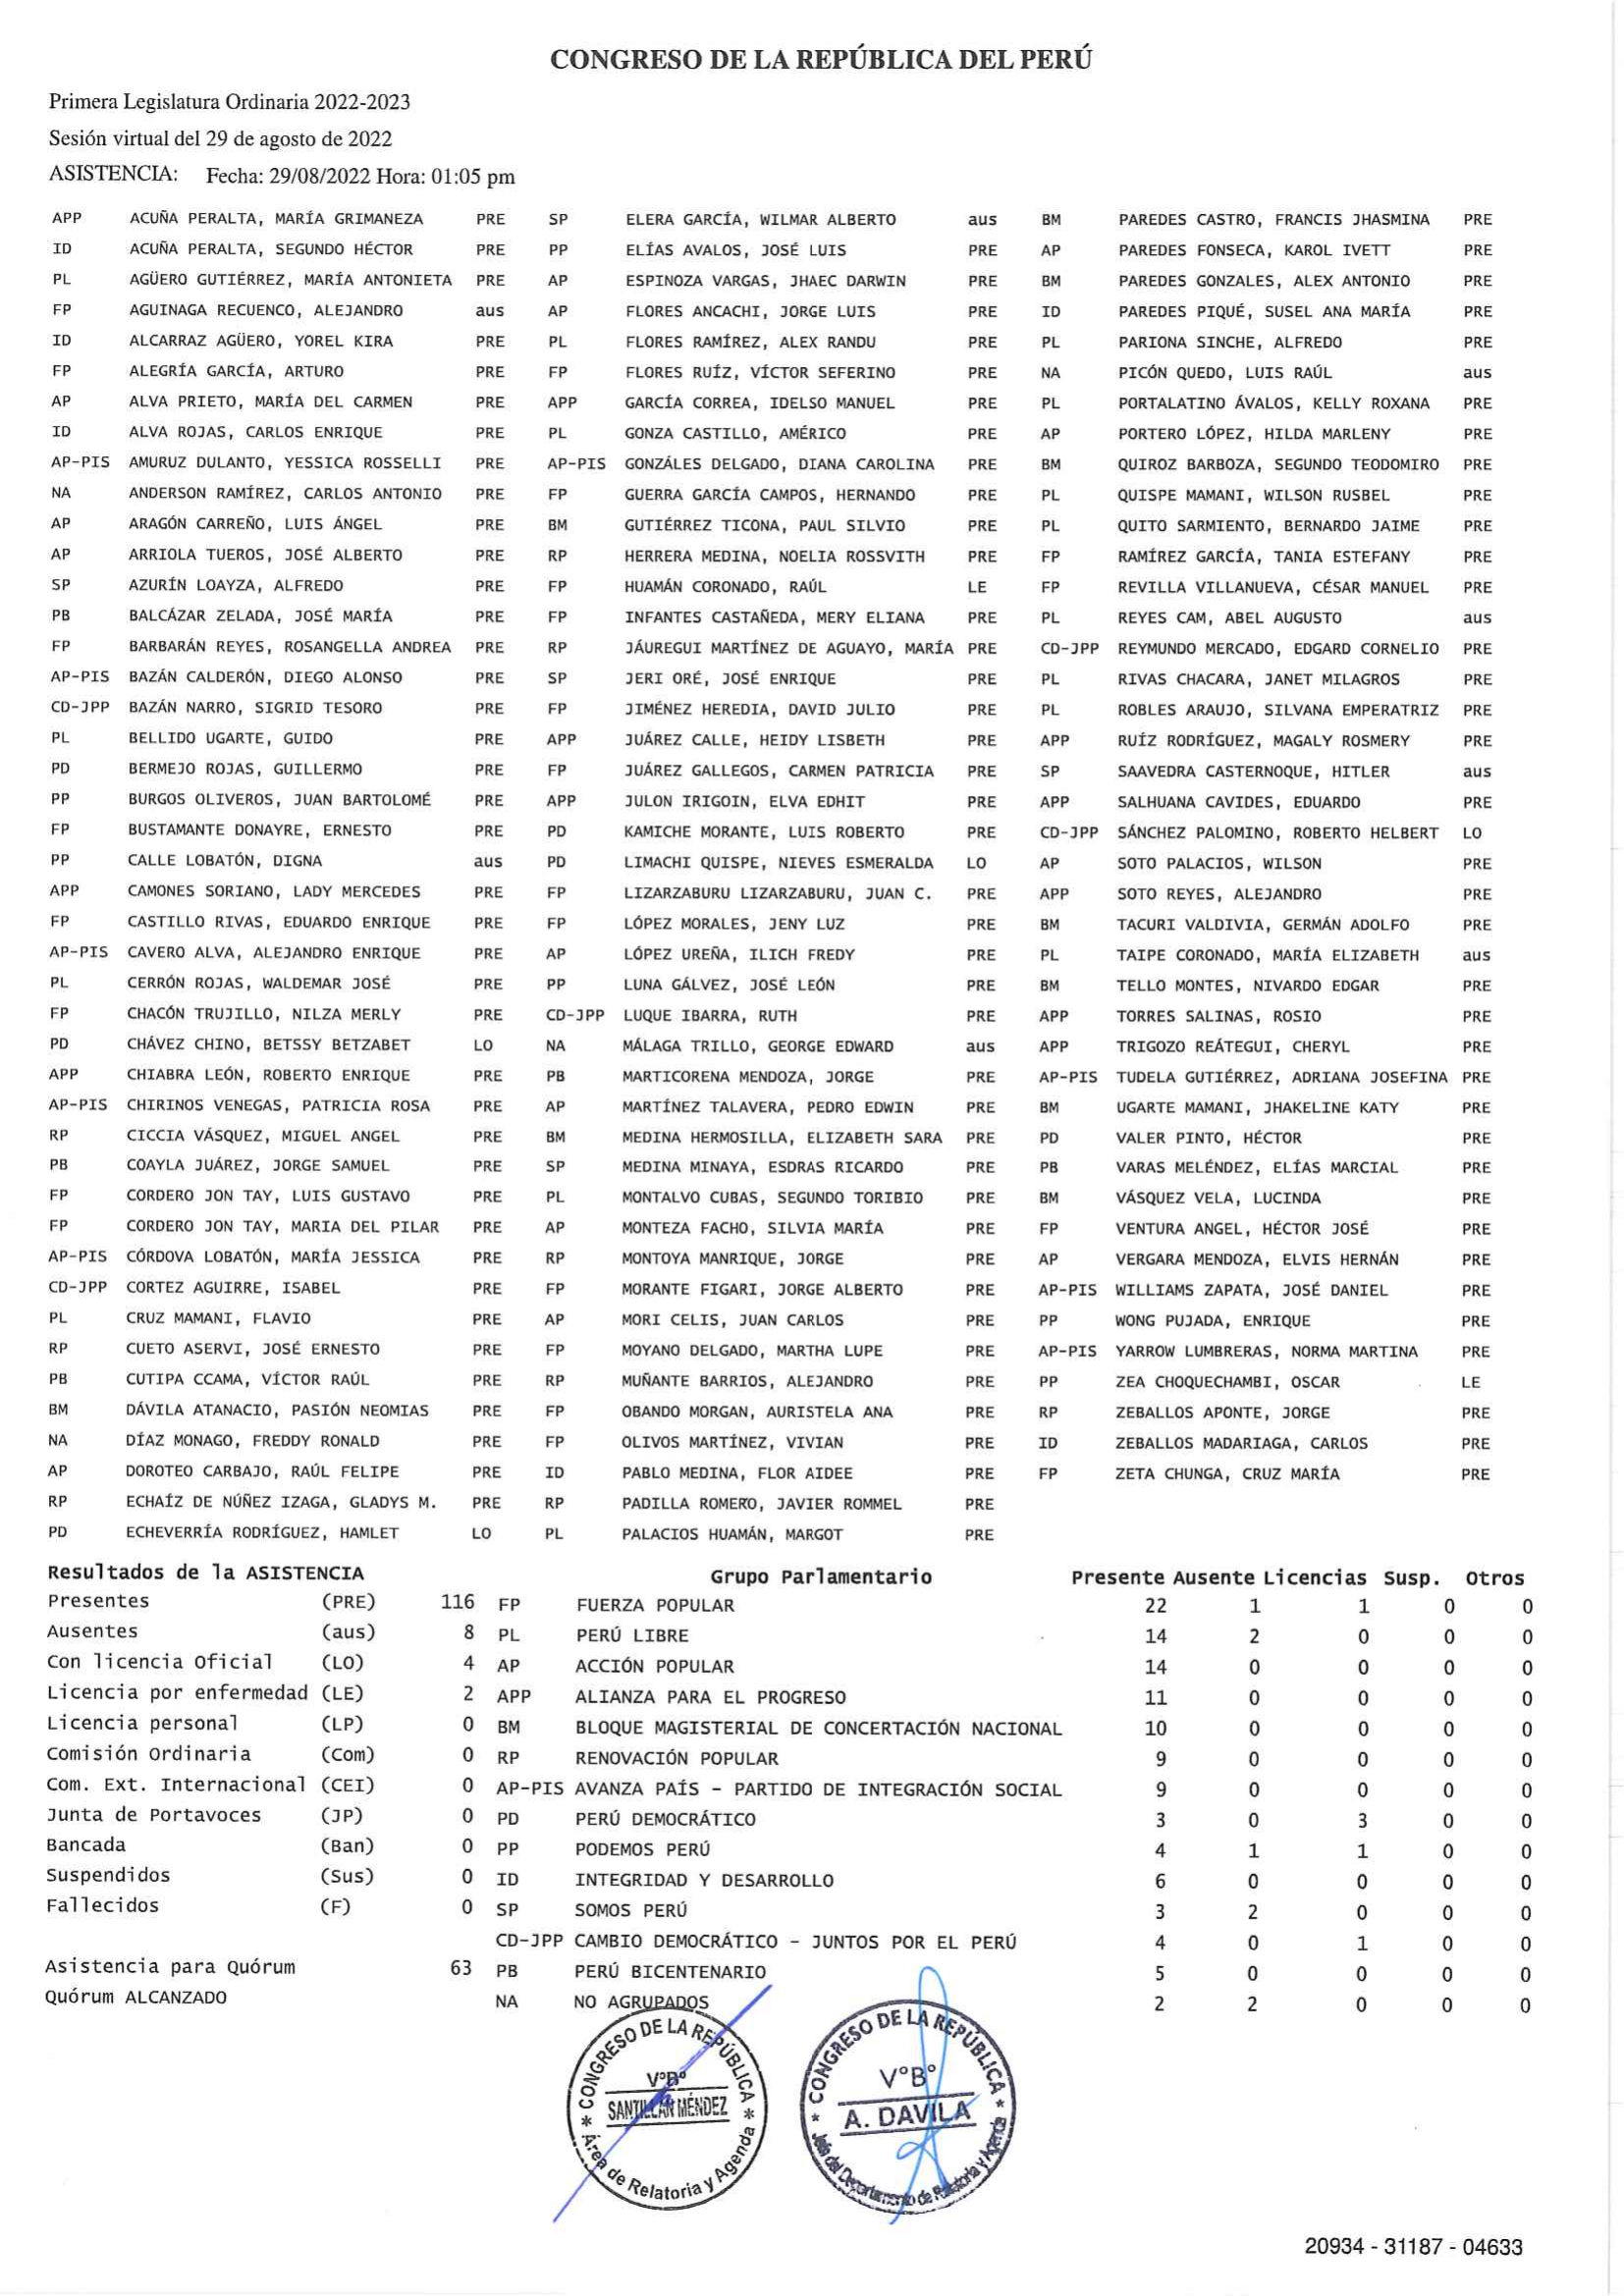 CONGRESO DE LA REPÚBLICA DEL PERÚ
Primera Legislatura Ordinaria 2022-2023
Sesión virtual del 29 de agosto de 2022
ASISTENCIA: Fecha: 29/08/2022 Hora: 01:05 pm
APP ACUÑA PERALTA, MARÍA GRIMANEZA PRE SP ELERA GARCÍA, WILMAR ALBERTO aus BM PAREDES CASTRO, FRANCIS JHASMINA PRE
ID ACUÑA PERALTA, SEGUNDO HÉCTOR PRE PP ELÍAS AVALOS, JOSÉ LUIS PRE AP PAREDES FONSECA, KAROL IVETT PRE
PL AGÜERO GUTIÉRREZ, MARÍA ANTONIETA PRE AP ESPINOZA VARGAS, JHAEC DARWIN PRE BM PAREDES GONZALES, ALEX ANTONIO PRE
FP AGUINAGA RECUENCO, ALEJANDRO aus AP FLORES ANCACHI, JORGE LUIS PRE ID PAREDES PIQUÉ, SUSEL ANA MARÍA PRE
ID ALCARRAZ AGÜERO, YOREL KIRA PRE PL FLORES RAMÍREZ, ALEX RANDU PRE PL PARIONA SINCHE, ALFREDO PRE
FP ALEGRÍA GARCÍA, ARTURO PRE FP FLORES RUÍZ, VÍCTOR SEFERINO PRE NA PICÓN QUEDO, LUIS RAÚL aus
AP ALVA PRIETO, MARÍA DEL CARMEN PRE APP GARCÍA CORREA, IDELSO MANUEL PRE PL PORTALATINO ÁVALOS, KELLY ROXANA PRE
ID ALVA ROJAS, CARLOS ENRIQUE PRE PL GONZA CASTILLO, AMÉRICO PRE AP PORTERO LÓPEZ, HILDA MARLENY PRE
AP-PIS AMURUZ DULANTO, YESSICA ROSSELLI PRE AP-PIS GONZÁLES DELGADO, DIANA CAROLINA PRE BM QUIROZ BARBOZA, SEGUNDO TEODOMIRO PRE
NA ANDERSON RAMÍREZ, CARLOS ANTONIO PRE FP GUERRA GARCÍA CAMPOS, HERNANDO PRE PL QUISPE MAMANI, WILSON RUSBEL PRE
AP ARAGÓN CARREÑO, LUIS ÁNGEL PRE BM GUTIÉRREZ TICONA, PAUL SILVIO PRE PL QUITO SARMIENTO, BERNARDO JAIME PRE
AP ARRIOLA TUEROS, JOSÉ ALBERTO PRE RP HERRERA MEDINA, NOELIA ROSSVITH PRE FP RAMÍREZ GARCÍA, TANIA ESTEFANY PRE
SP AZURÍN LOAYZA, ALFREDO PRE FP HUAMÁN CORONADO, RAÚL LE FP REVILLA VILLANUEVA, CÉSAR MANUEL PRE
PB BALCÁZAR ZELADA, JOSÉ MARÍA PRE FP INFANTES CASTAÑEDA, MERY ELIANA PRE PL REYES CAM, ABEL AUGUSTO aus
FP BARBARÁN REYES, ROSANGELLA ANDREA PRE RP JÁUREGUI MARTÍNEZ DE AGUAYO, MARÍA PRE CD-JPP REYMUNDO MERCADO, EDGARD CORNELIO PRE
AP-PIS BAZÁN CALDERÓN, DIEGO ALONSO PRE SP JERI ORÉ, JOSÉ ENRIQUE PRE PL RIVAS CHACARA, JANET MILAGROS PRE
CD-JPP BAZÁN NARRO, SIGRID TESORO PRE FP JIMÉNEZ HEREDIA, DAVID JULIO PRE PL ROBLES ARAUJO, SILVANA EMPERATRIZ PRE
PL BELLIDO UGARTE, GUIDO PRE APP JUÁREZ CALLE, HEIDY LISBETH PRE APP RUÍZ RODRÍGUEZ, MAGALY ROSMERY PRE
PD BERMEJO ROJAS, GUILLERMO PRE FP JUÁREZ GALLEGOS, CARMEN PATRICIA PRE SP SAAVEDRA CASTERNOQUE, HITLER aus
PP BURGOS OLIVEROS, JUAN BARTOLOMÉ PRE APP JULON IRIGOIN, ELVA EDHIT PRE APP SALHUANA CAVIDES, EDUARDO PRE
FP BUSTAMANTE DONAYRE, ERNESTO PRE PD KAMICHE MORANTE, LUIS ROBERTO PRE CD-JPP SÁNCHEZ PALOMINO, ROBERTO HELBERT LO
PP CALLE LOBATÓN, DIGNA aus PD LIMACHI QUISPE, NIEVES ESMERALDA LO AP SOTO PALACIOS, WILSON PRE
APP CAMONES SORIANO, LADY MERCEDES PRE FP LIZARZABURU LIZARZABURU, JUAN C. PRE APP SOTO REYES, ALEJANDRO PRE
FP CASTILLO RIVAS, EDUARDO ENRIQUE PRE FP LÓPEZ MORALES, JENY LUZ PRE BM TACURI VALDIVIA, GERMÁN ADOLFO PRE
AP-PIS CAVERO ALVA, ALEJANDRO ENRIQUE PRE AP LÓPEZ UREÑA, ILICH FREDY PRE PL TAIPE CORONADO, MARÍA ELIZABETH aus
PL CERRÓN ROJAS, WALDEMAR JOSÉ PRE PP LUNA GÁLVEZ, JOSÉ LEÓN PRE BM TELLO MONTES, NIVARDO EDGAR PRE
FP CHACÓN TRUJILLO, NILZA MERLY PRE CD-JPP LUQUE IBARRA, RUTH PRE APP TORRES SALINAS, ROSIO PRE
PD CHÁVEZ CHINO, BETSSY BETZABET LO NA MÁLAGA TRILLO, GEORGE EDWARD aus APP TRIGOZO REÁTEGUI, CHERYL PRE
APP CHIABRA LEÓN, ROBERTO ENRIQUE PRE PB MARTICORENA MENDOZA, JORGE PRE AP-PIS TUDELA GUTIÉRREZ, ADRIANA JOSEFINA PRE
AP-PIS CHIRINOS VENEGAS, PATRICIA ROSA PRE AP MARTÍNEZ TALAVERA, PEDRO EDWIN PRE BM UGARTE MAMANI, JHAKELINE KATY PRE
RP CICCIA VÁSQUEZ, MIGUEL ANGEL PRE BM MEDINA HERMOSILLA, ELIZABETH SARA PRE PD VALER PINTO, HÉCTOR PRE
PB COAYLA JUÁREZ, JORGE SAMUEL PRE SP MEDINA MINAYA, ESDRAS RICARDO PRE PB VARAS MELÉNDEZ, ELÍAS MARCIAL PRE
FP CORDERO JON TAY, LUIS GUSTAVO PRE PL MONTALVO CUBAS, SEGUNDO TORIBIO PRE BM VÁSQUEZ VELA, LUCINDA PRE
FP CORDERO JON TAY, MARIA DEL PILAR PRE AP MONTEZA FACHO, SILVIA MARÍA PRE FP VENTURA ANGEL, HÉCTOR JOSÉ PRE
AP-PIS CÓRDOVA LOBATÓN, MARÍA JESSICA PRE RP MONTOYA MANRIQUE, JORGE PRE AP VERGARA MENDOZA, ELVIS HERNÁN PRE
CD-JPP CORTEZ AGUIRRE, ISABEL PRE FP MORANTE FIGARI, JORGE ALBERTO PRE AP-PIS WILLIAMS ZAPATA, JOSÉ DANIEL PRE
PL CRUZ MAMANI, FLAVIO PRE AP MORI CELIS, JUAN CARLOS PRE PP WONG PUJADA, ENRIQUE PRE
RP CUETO ASERVI, JOSÉ ERNESTO PRE FP MOYANO DELGADO, MARTHA LUPE PRE AP-PIS YARROW LUMBRERAS, NORMA MARTINA PRE
PB CUTIPA CCAMA, VÍCTOR RAÚL PRE RP MUÑANTE BARRIOS, ALEJANDRO PRE PP ZEA CHOQUECHAMBI, OSCAR LE
BM DÁVILA ATANACIO, PASIÓN NEOMIAS PRE FP OBANDO MORGAN, AURISTELA ANA PRE RP ZEBALLOS APONTE, JORGE PRE
NA DÍAZ MONAGO, FREDDY RONALD PRE FP OLIVOS MARTÍNEZ, VIVIAN PRE ID ZEBALLOS MADARIAGA, CARLOS PRE
AP DOROTEO CARBAJO, RAÚL FELIPE PRE ID PABLO MEDINA, FLOR AIDEE PRE FP ZETA CHUNGA, CRUZ MARÍA PRE
RP ECHAÍZ DE NÚÑEZ IZAGA, GLADYS M. PRE RP PADILLA ROMERO, JAVIER ROMMEL PRE
PD ECHEVERRÍA RODRÍGUEZ, HAMLET LO PL PALACIOS HUAMÁN, MARGOT PRE
Resultados de la ASISTENCIA Grupo Parlamentario Presente Ausente Licencias Susp. Otros
Presentes (PRE) 116 FP FUERZA POPULAR 22 1 1 0 0
Ausentes (aus) 8 PL PERÚ LIBRE 14 2 0 0 0
Con licencia Oficial (LO) 4 AP ACCIÓN POPULAR 14 0 0 0 0
Licencia por enfermedad (LE) 2 APP ALIANZA PARA EL PROGRESO 11 0 0 0 0
Licencia personal (LP) 0 BM BLOQUE MAGISTERIAL DE CONCERTACIÓN NACIONAL 10 0 0 0 0
Comisión Ordinaria (Com) 0 RP RENOVACIÓN POPULAR 9 0 0 0 0
Com. Ext. Internacional (CEI) 0 AP-PIS AVANZA PAÍS - PARTIDO DE INTEGRACIÓN SOCIAL 9 0 0 0 0
Junta de Portavoces (JP) 0 PD PERÚ DEMOCRÁTICO 3 0 3 0 0
Bancada (Ban) 0 PP PODEMOS PERÚ 4 1 1 0 0
Suspendidos (Sus) 0 ID INTEGRIDAD Y DESARROLLO 6 0 0 0 0
Fallecidos (F) 0 SP SOMOS PERÚ 3 2 0 0 0
CD-JPP CAMBIO DEMOCRÁTICO - JUNTOS POR EL PERÚ 4 0 1 0 0
Asistencia para Quórum 63 PB PERÚ BICENTENARIO 5 0 0 0 0
Quórum ALCANZADO NA NO AGRUPADOS 2 2 0 0 0
* CONGRESO DE LA REPÚBLICA *
V°B°
SANTILLÁN MÉNDEZ
Área de Relatoria y Agenda
* CONGRESO DE LA REPÚBLICA *
V°B°
A. DAVILA
Jefe del Departamento de Relatoría y Agenda
20934 - 31187 - 04633